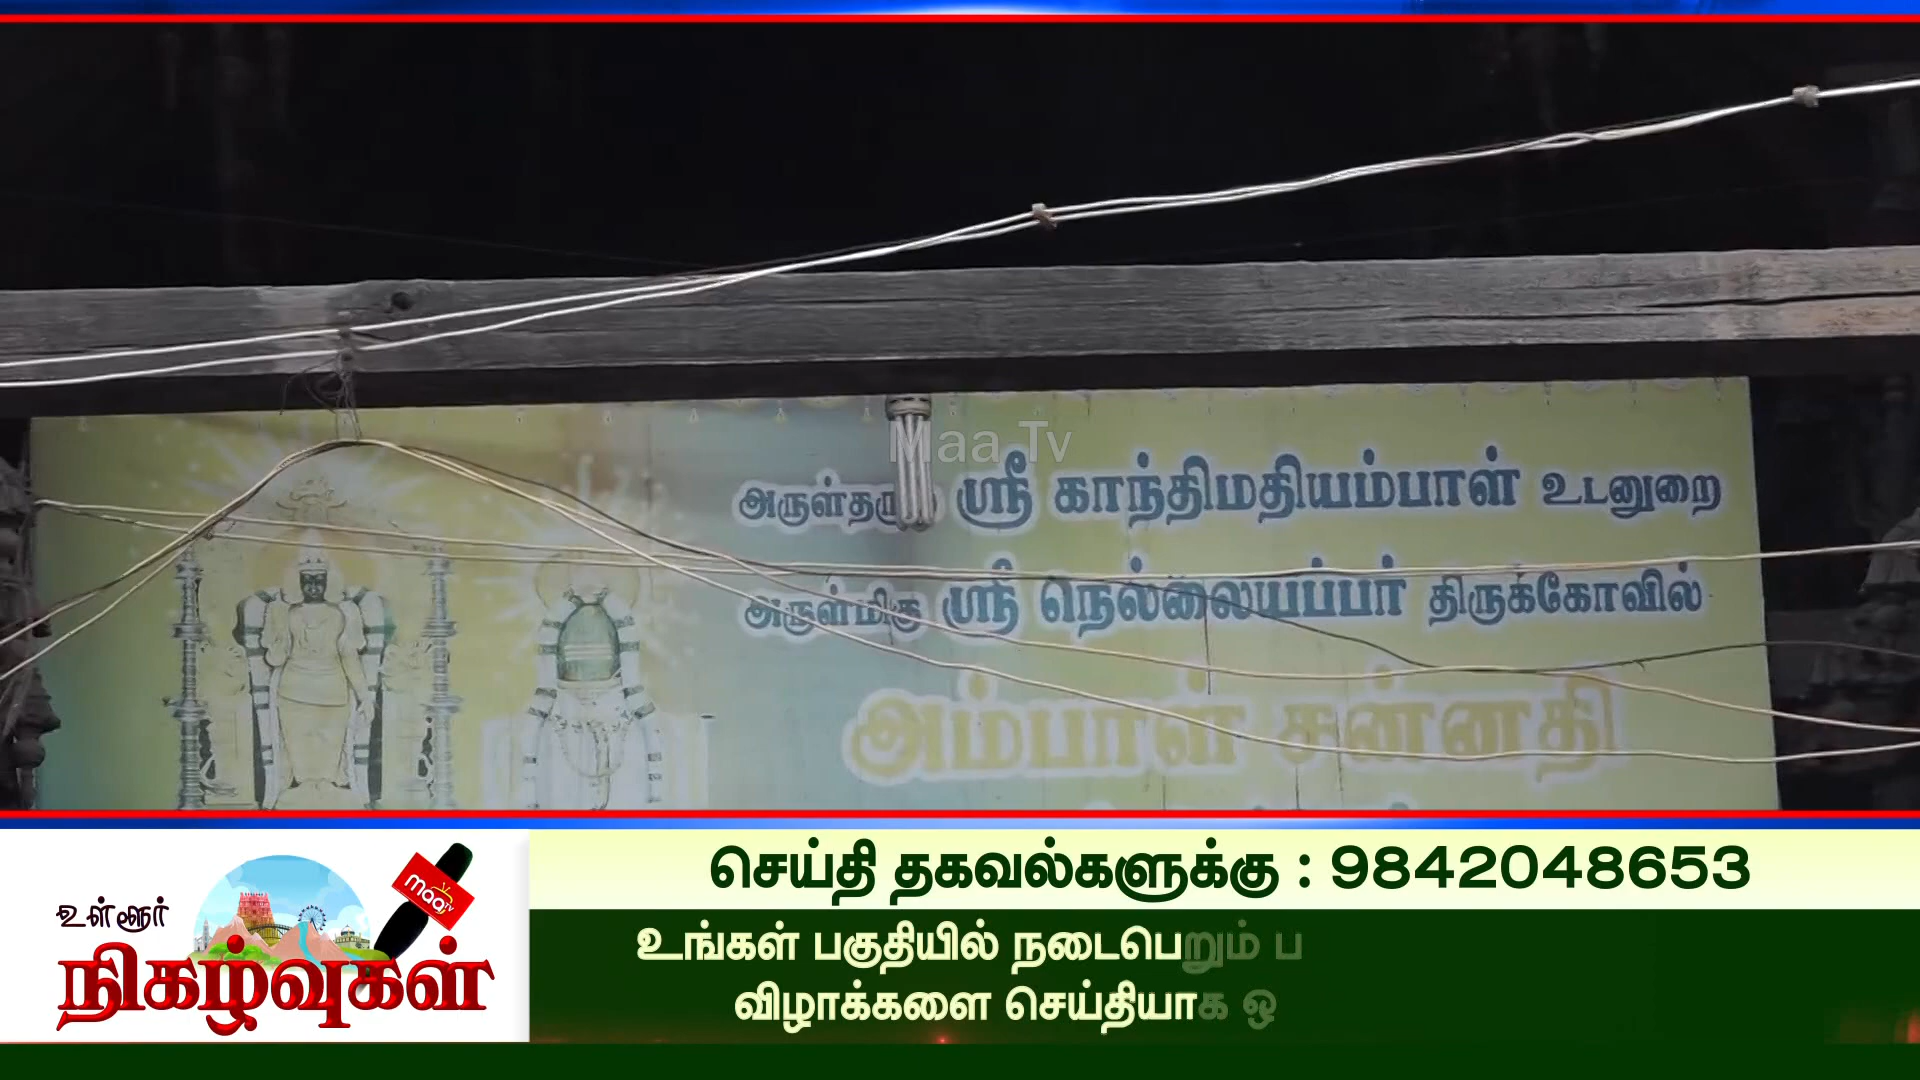 Maa Tv
அருள்தரு ஸ்ரீ காந்திமதியம்பாள் உடனுறை
அருள்மிகு ஸ்ரீ நெல்லையப்பர் திருக்கோவில்
அம்பாள் சன்னதி
செய்தி தகவல்களுக்கு : 9842048653
உள்ளூர்
நிகழ்வுகள்
maa tv
உங்கள் பகுதியில் நடைபெறும் ப
விழாக்களை செய்தியாக ஒ